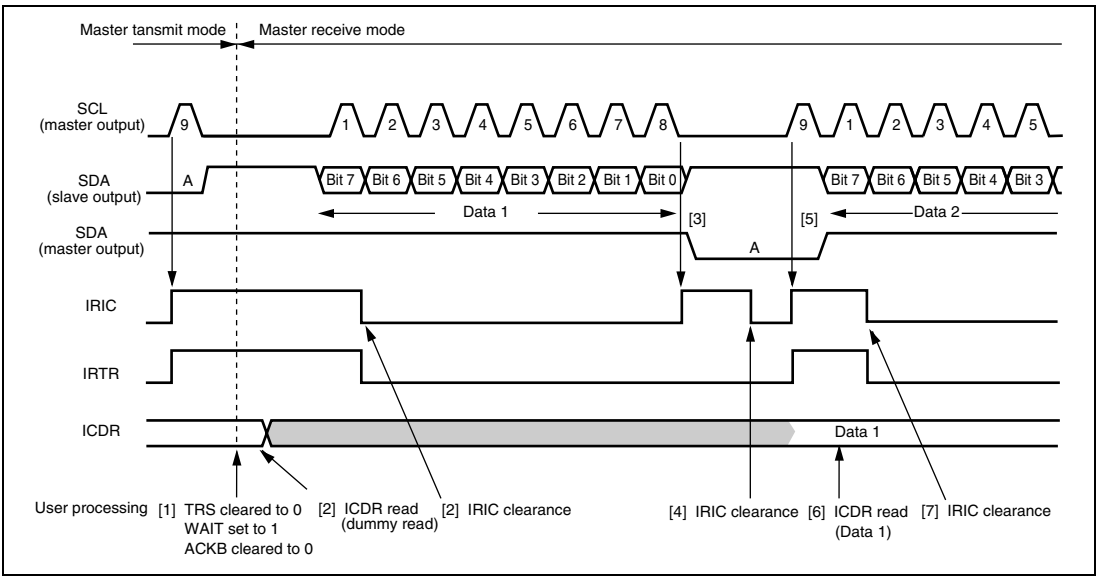 Master tansmit mode
Master receive mode
SCL
(master output)
9
1 2 3 4 5 6 7 8
9 1 2 3 4 5
SDA
(slave output)
A
Bit 7 Bit 6 Bit 5 Bit 4 Bit 3 Bit 2 Bit 1 Bit 0
Bit 7 Bit 6 Bit 5 Bit 4 Bit 3
Data 1
[3]
[5]
Data 2
SDA
(master output)
A
IRIC
IRTR
ICDR
Data 1
User processing
[1] TRS cleared to 0
WAIT set to 1
ACKB cleared to 0
[2] ICDR read
(dummy read)
[2] IRIC clearance
[4] IRIC clearance
[6] ICDR read
(Data 1)
[7] IRIC clearance